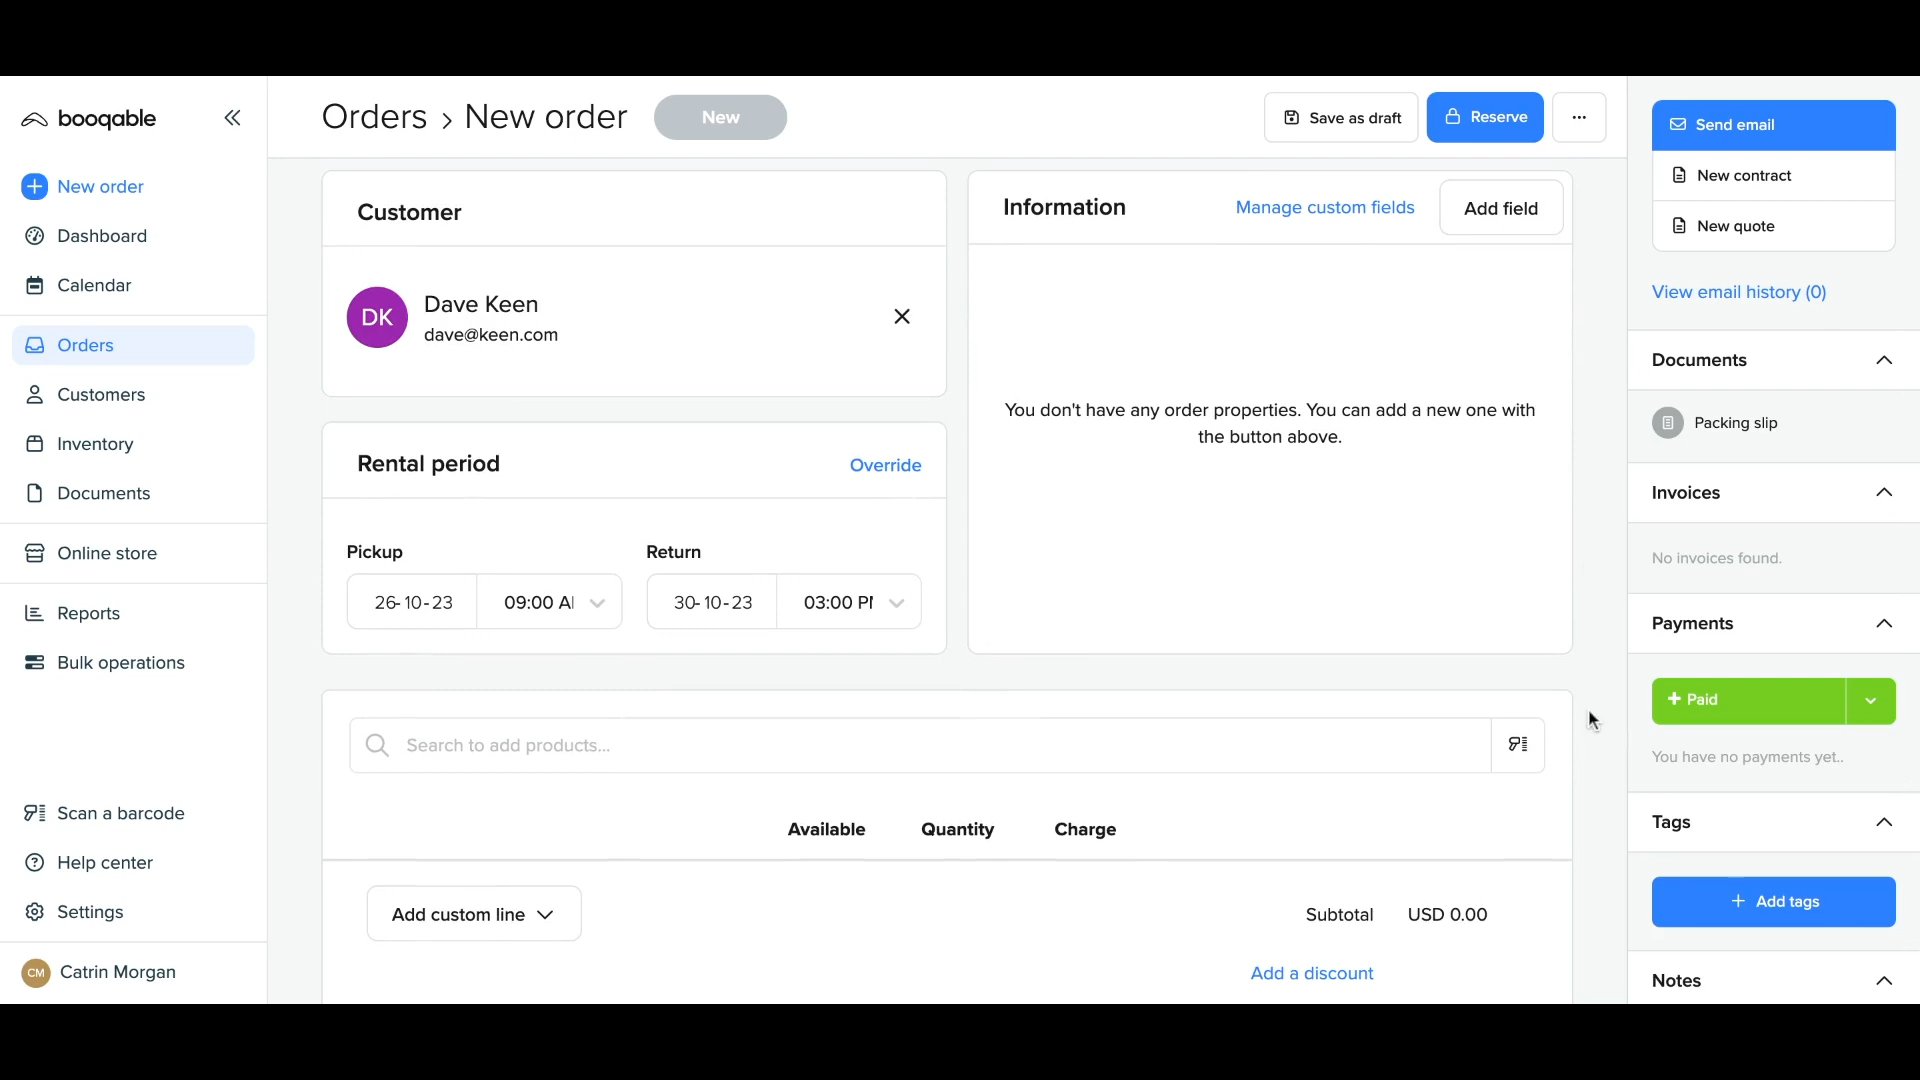 booqable
New order
Dashboard
Calendar
Orders
Customers
Inventory
Documents
Online store
Reports
Bulk operations
Scan a barcode
Help center
Settings
CM Catrin Morgan
Orders › New order New
Save as draft Reserve ...
Customer
DK Dave Keen
dave@keen.com
Rental period Override
Pickup Return
26-10-23 09:00 A 30-10-23 03:00 P
Information Manage custom fields Add field
You don't have any order properties. You can add a new one with
the button above.
Search to add products...
Available Quantity Charge
Add custom line Subtotal USD 0.00
Add a discount
Send email
New contract
New quote
View email history (0)
Documents
Packing slip
Invoices
No invoices found.
Payments
+ Paid
You have no payments yet..
Tags
+ Add tags
Notes